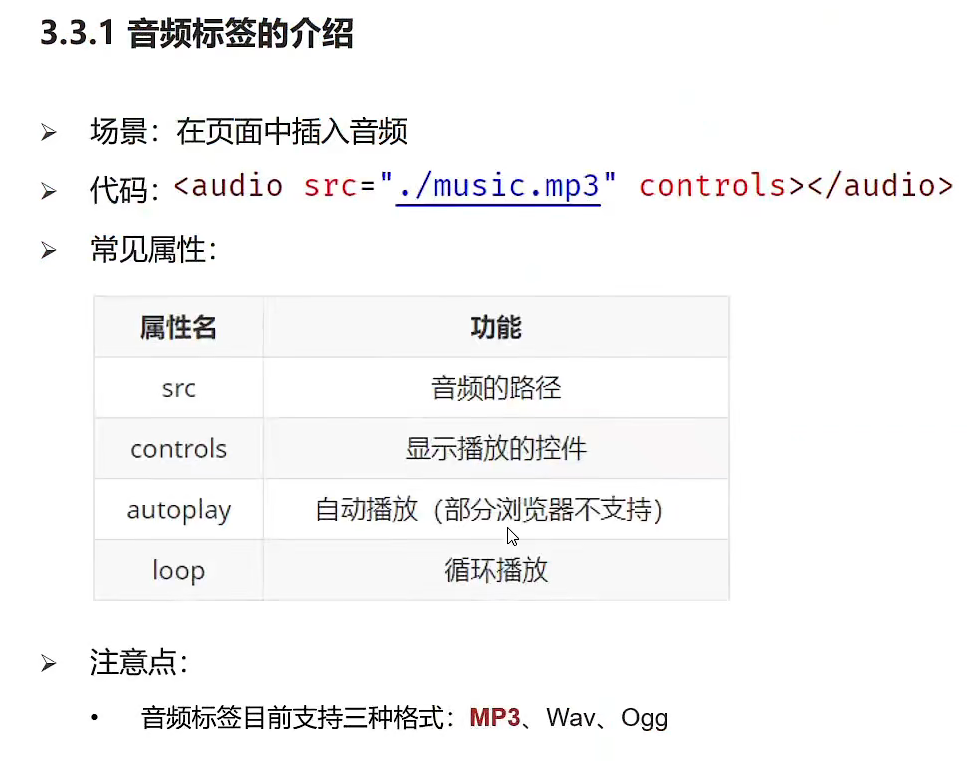 3.3.1 音频标签的介绍
场景：在页面中插入音频
代码：<audio src="./music.mp3" controls></audio>
常见属性：
属性名 功能
src 音频的路径
controls 显示播放的控件
autoplay 自动播放（部分浏览器不支持）
loop 循环播放
注意点：
音频标签目前支持三种格式：MP3、Wav、Ogg